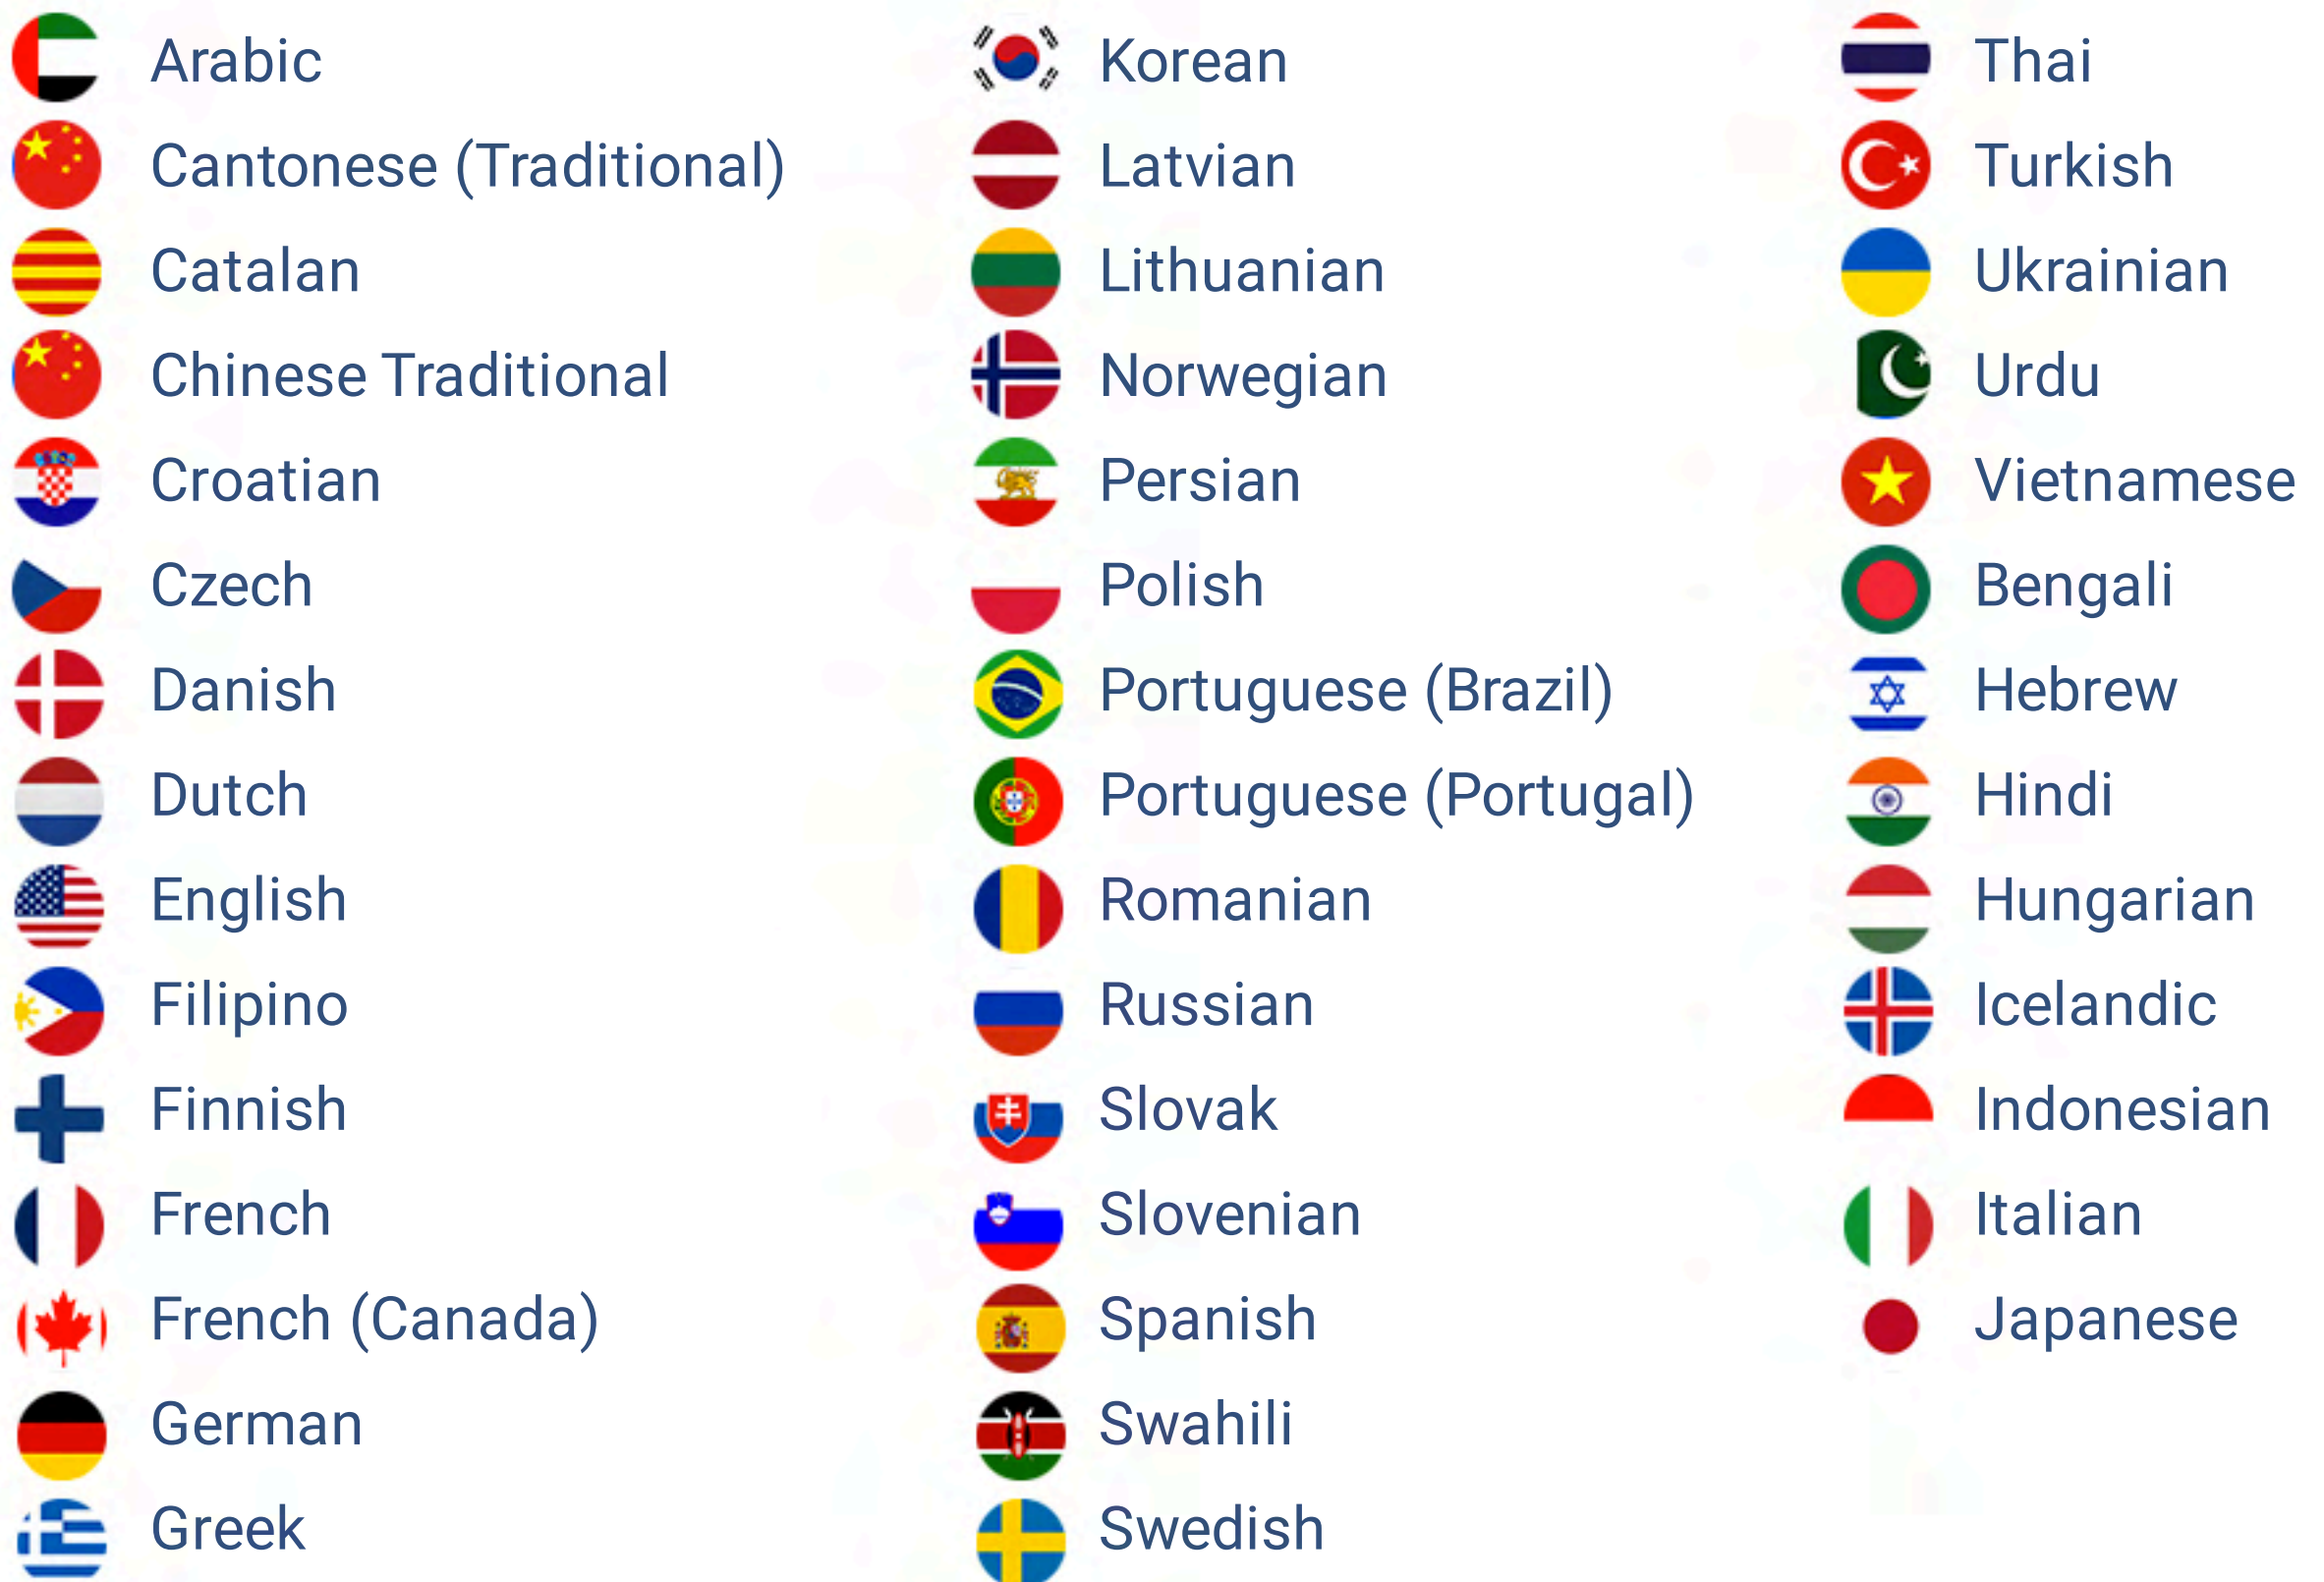 Arabic
Cantonese (Traditional)
Catalan
Chinese Traditional
Croatian
Czech
Danish
Dutch
English
Filipino
Finnish
French
French (Canada)
German
Greek
Korean
Latvian
Lithuanian
Norwegian
Persian
Polish
Portuguese (Brazil)
Portuguese (Portugal)
Romanian
Russian
Slovak
Slovenian
Spanish
Swahili
Swedish
Thai
Turkish
Ukrainian
Urdu
Vietnamese
Bengali
Hebrew
Hindi
Hungarian
Icelandic
Indonesian
Italian
Japanese